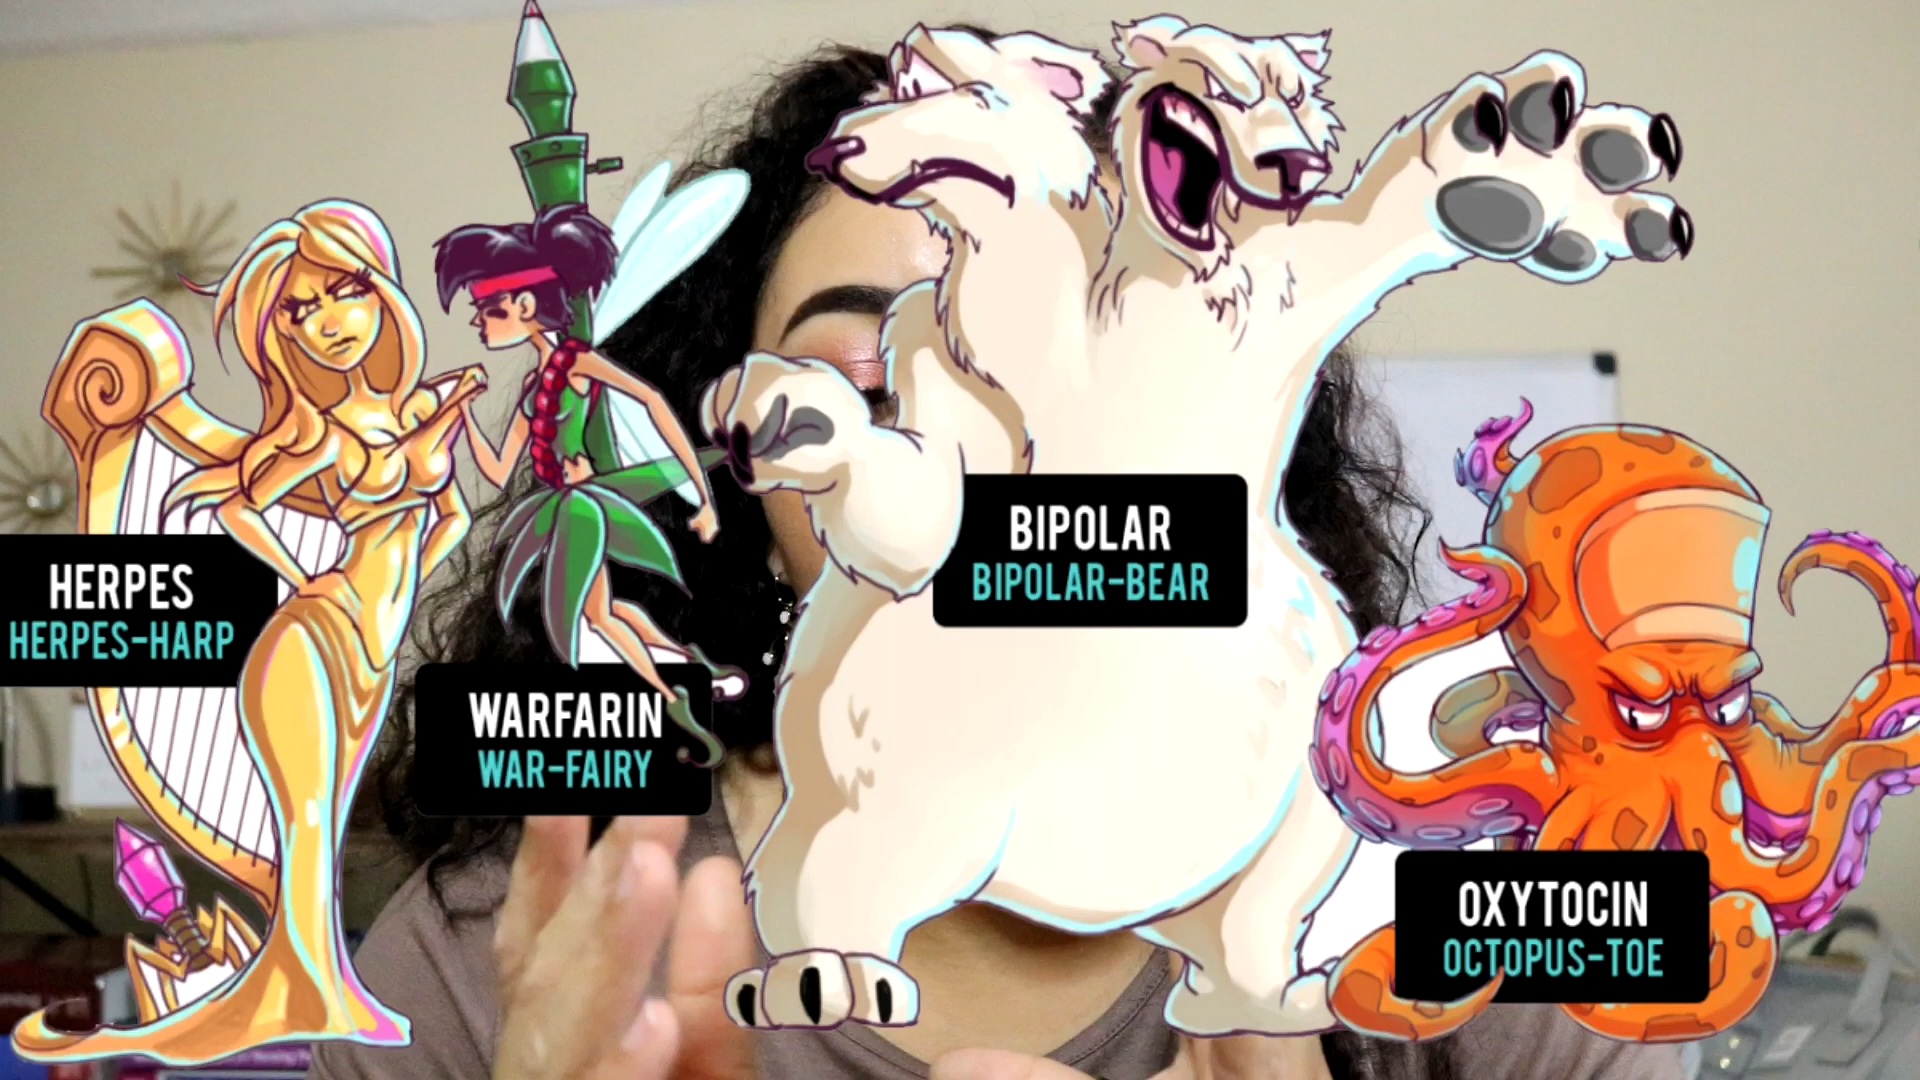 HERPES
HERPES-HARP
WARFARIN
WAR-FAIRY
BIPOLAR
BIPOLAR-BEAR
OXYTOCIN
OCTOPUS-TOE